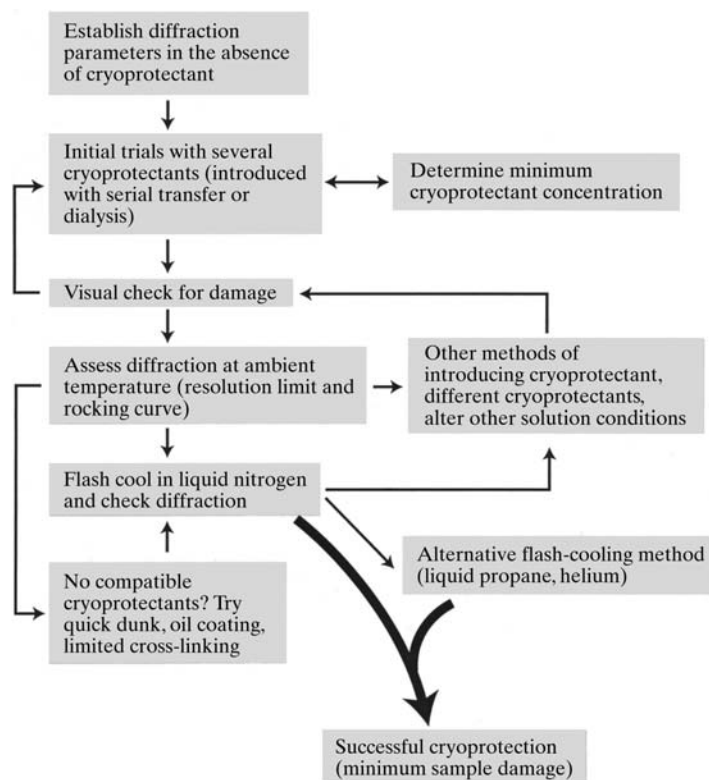 Establish diffraction
parameters in the absence
of cryoprotectant
Initial trials with several
cryoprotectants (introduced
with serial transfer or
dialysis)
Determine minimum
cryoprotectant concentration
Visual check for damage
Assess diffraction at ambient
temperature (resolution limit and
rocking curve)
Other methods of
introducing cryoprotectant,
different cryoprotectants,
alter other solution conditions
Flash cool in liquid nitrogen
and check diffraction
Alternative flash-cooling method
(liquid propane, helium)
No compatible
cryoprotectants? Try
quick dunk, oil coating,
limited cross-linking
Successful cryoprotection
(minimum sample damage)